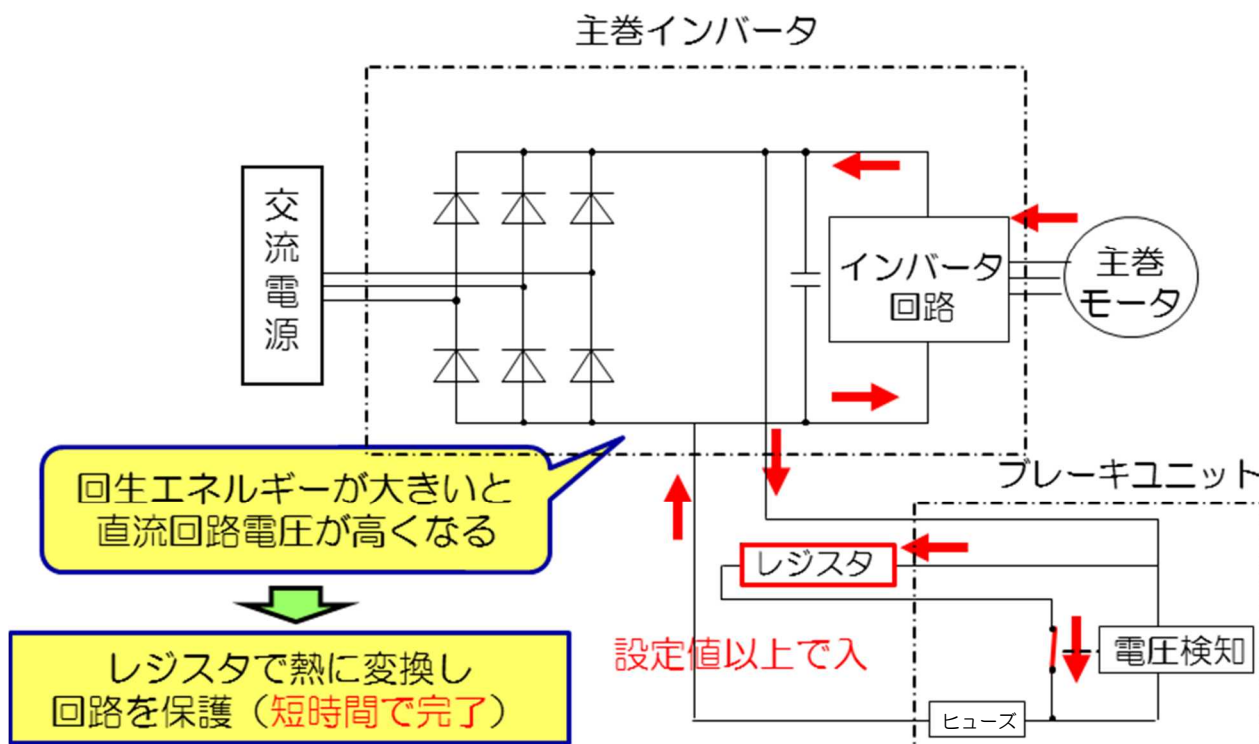 主巻インバータ
交流電源
インバータ
回路
主巻
モータ
回生エネルギーが大きいと
直流回路電圧が高くなる
ブレーキユニット
レジスタ
レジスタで熱に変換し
回路を保護（短時間で完了）
設定値以上で入
電圧検知
ヒューズ